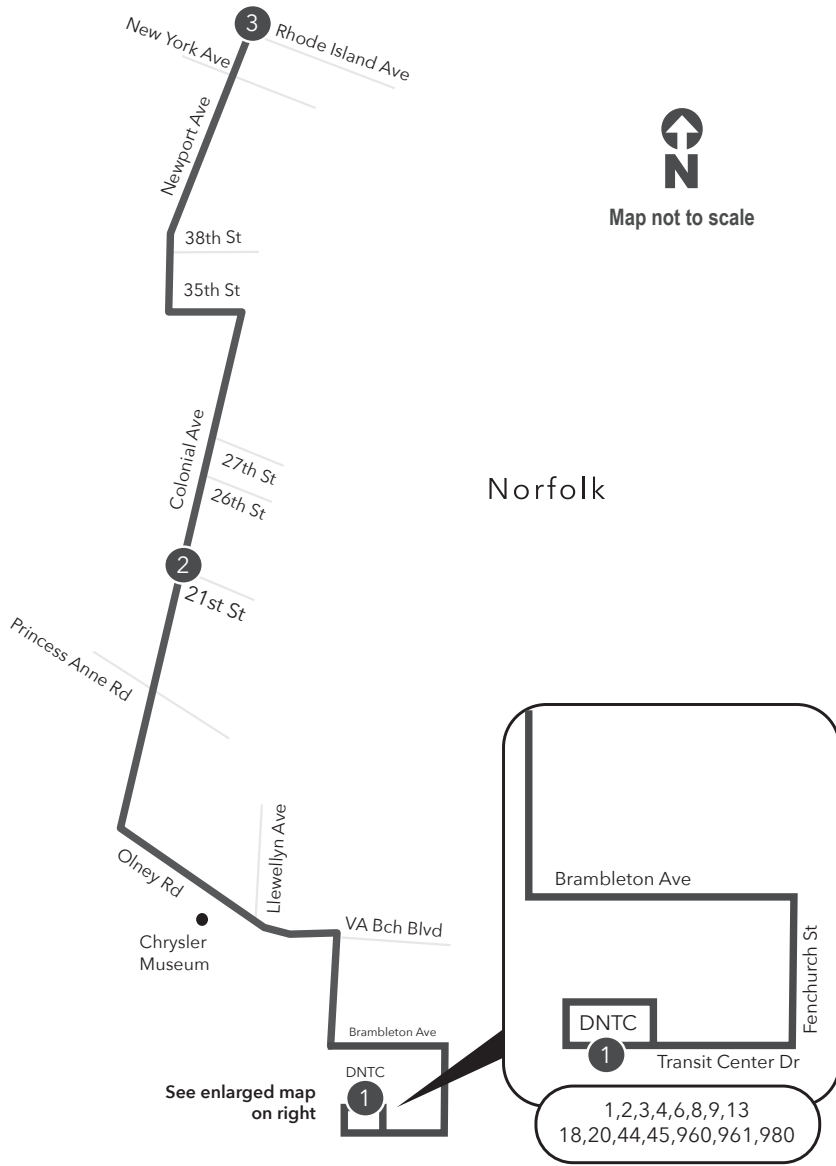 3
Rhode Island Ave
New York Ave
Newport Ave
N
Map not to scale
38th St
35th St
Colonial Ave
27th St
26th St
Norfolk
2
21st St
Princess Anne Rd
Llewellyn Ave
Olney Rd
Chrysler
Museum
VA Bch Blvd
Brambleton Ave
DNTC
1
See enlarged map
on right
Brambleton Ave
Fenchurch St
DNTC
1
Transit Center Dr
1,2,3,4,6,8,9,13
18,20,44,45,960,961,980